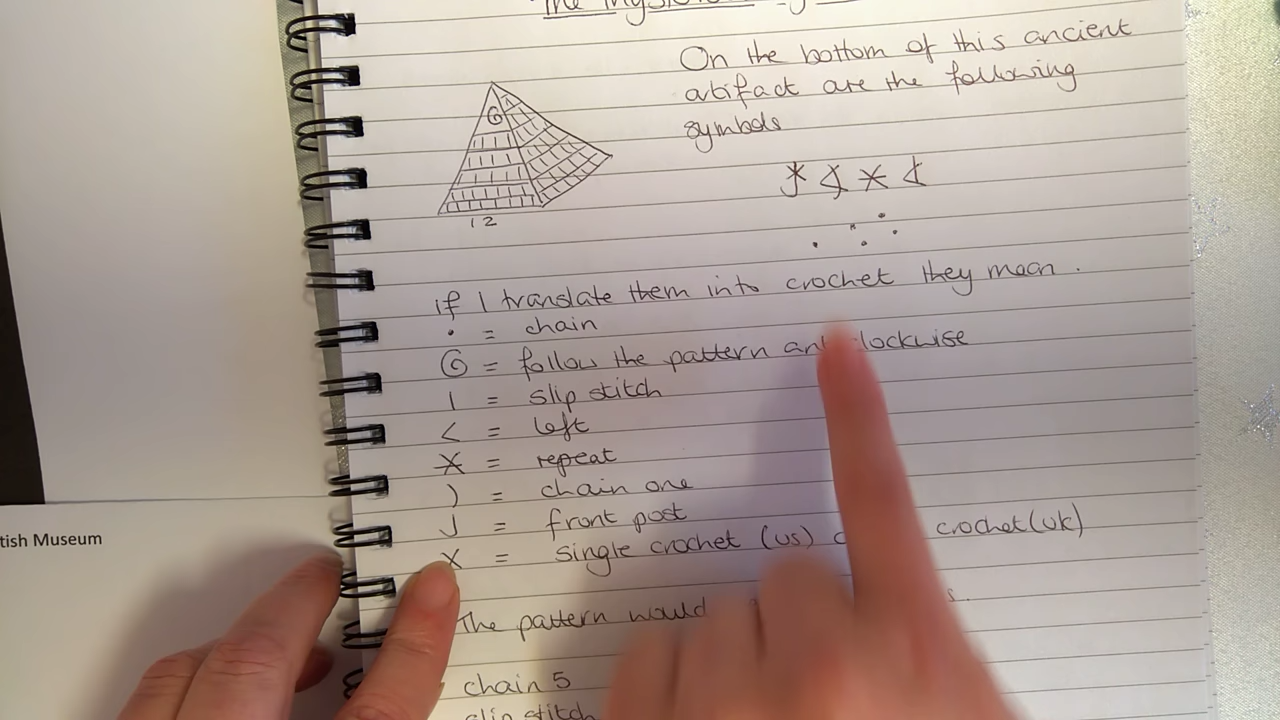 On the bottom of this ancient
artifact are the following
symbols
G
12
if I translate them into crochet they mean .
• = chain
G = follow the pattern
| = slip stitch
< = left
= repeat
) = chain one
J = front post
X = single crochet (us) crochet (uk)
The pattern would
chain 5
slip stitch
tish Museum